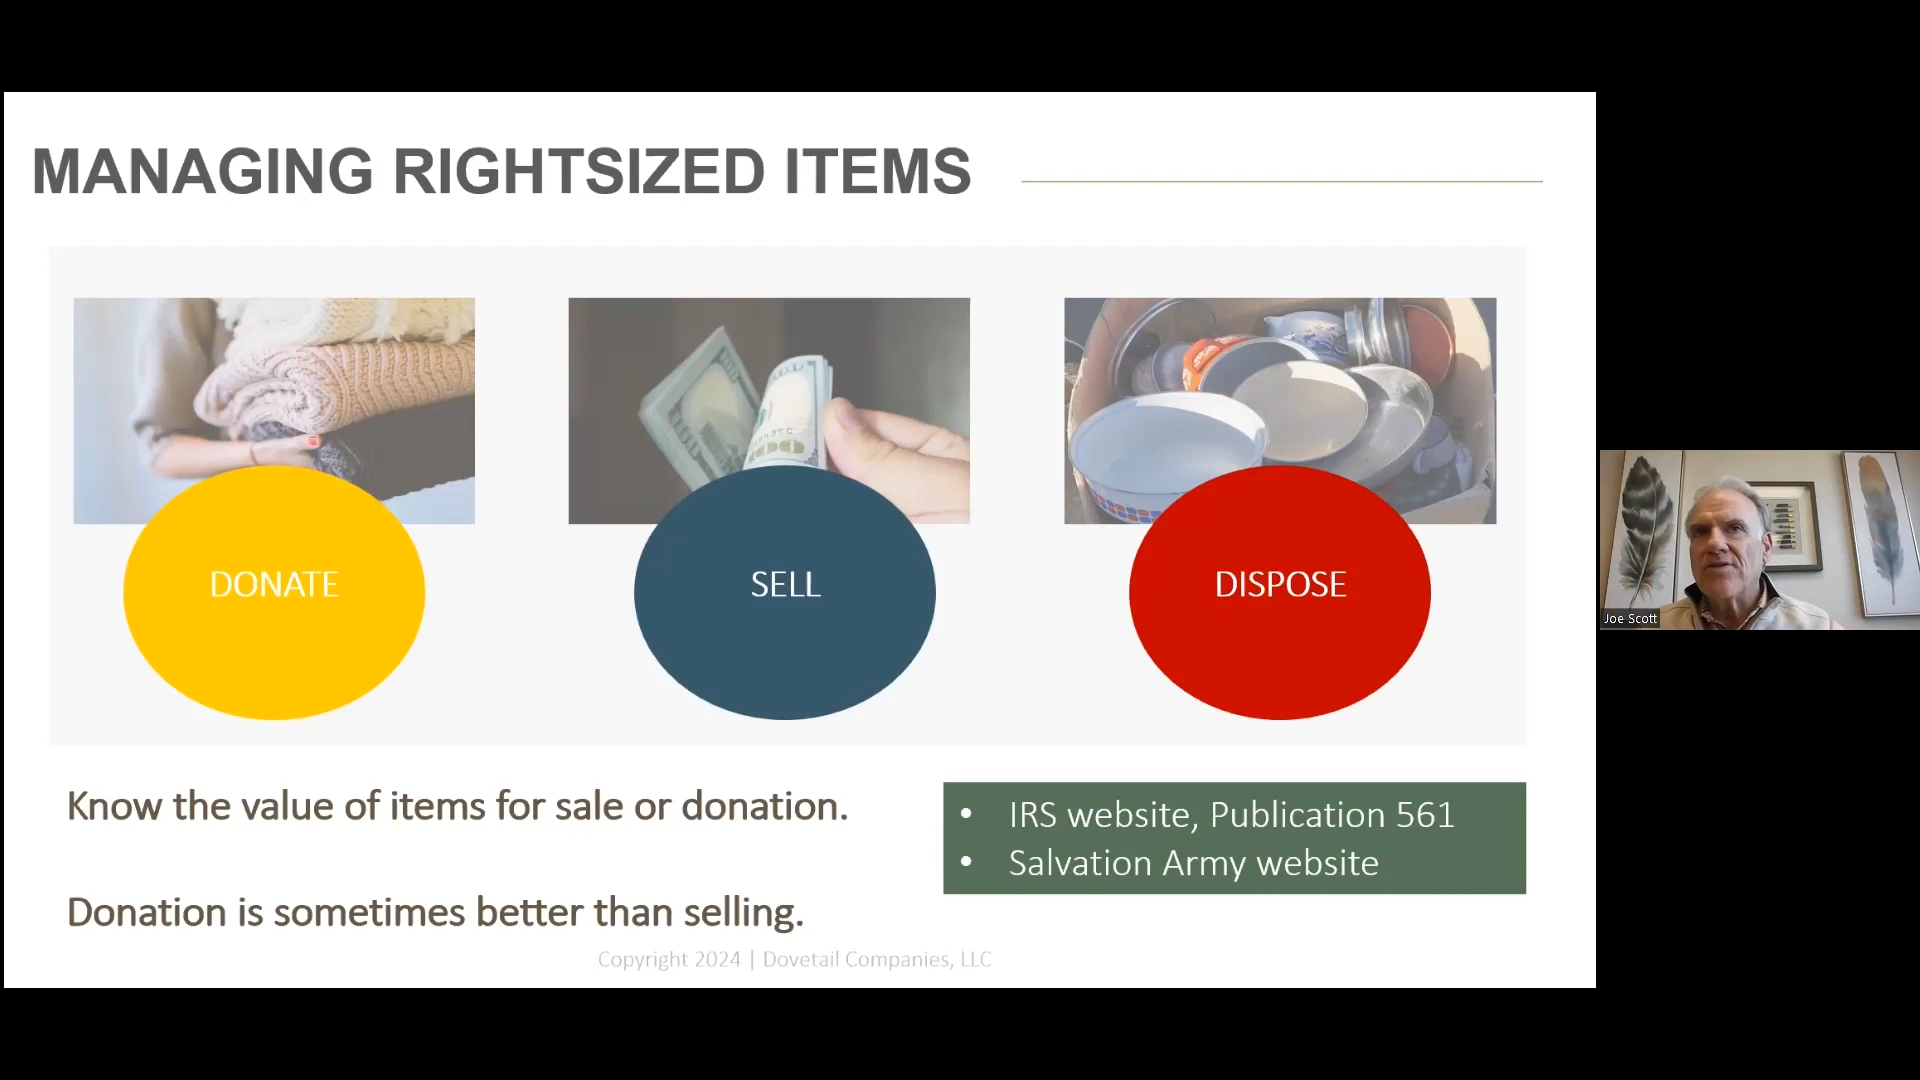 MANAGING RIGHTSIZED ITEMS
DONATE
SELL
DISPOSE
Know the value of items for sale or donation.
• IRS website, Publication 561
• Salvation Army website
Donation is sometimes better than selling.
Copyright 2024 | Dovetail Companies, LLC
Joe Scott